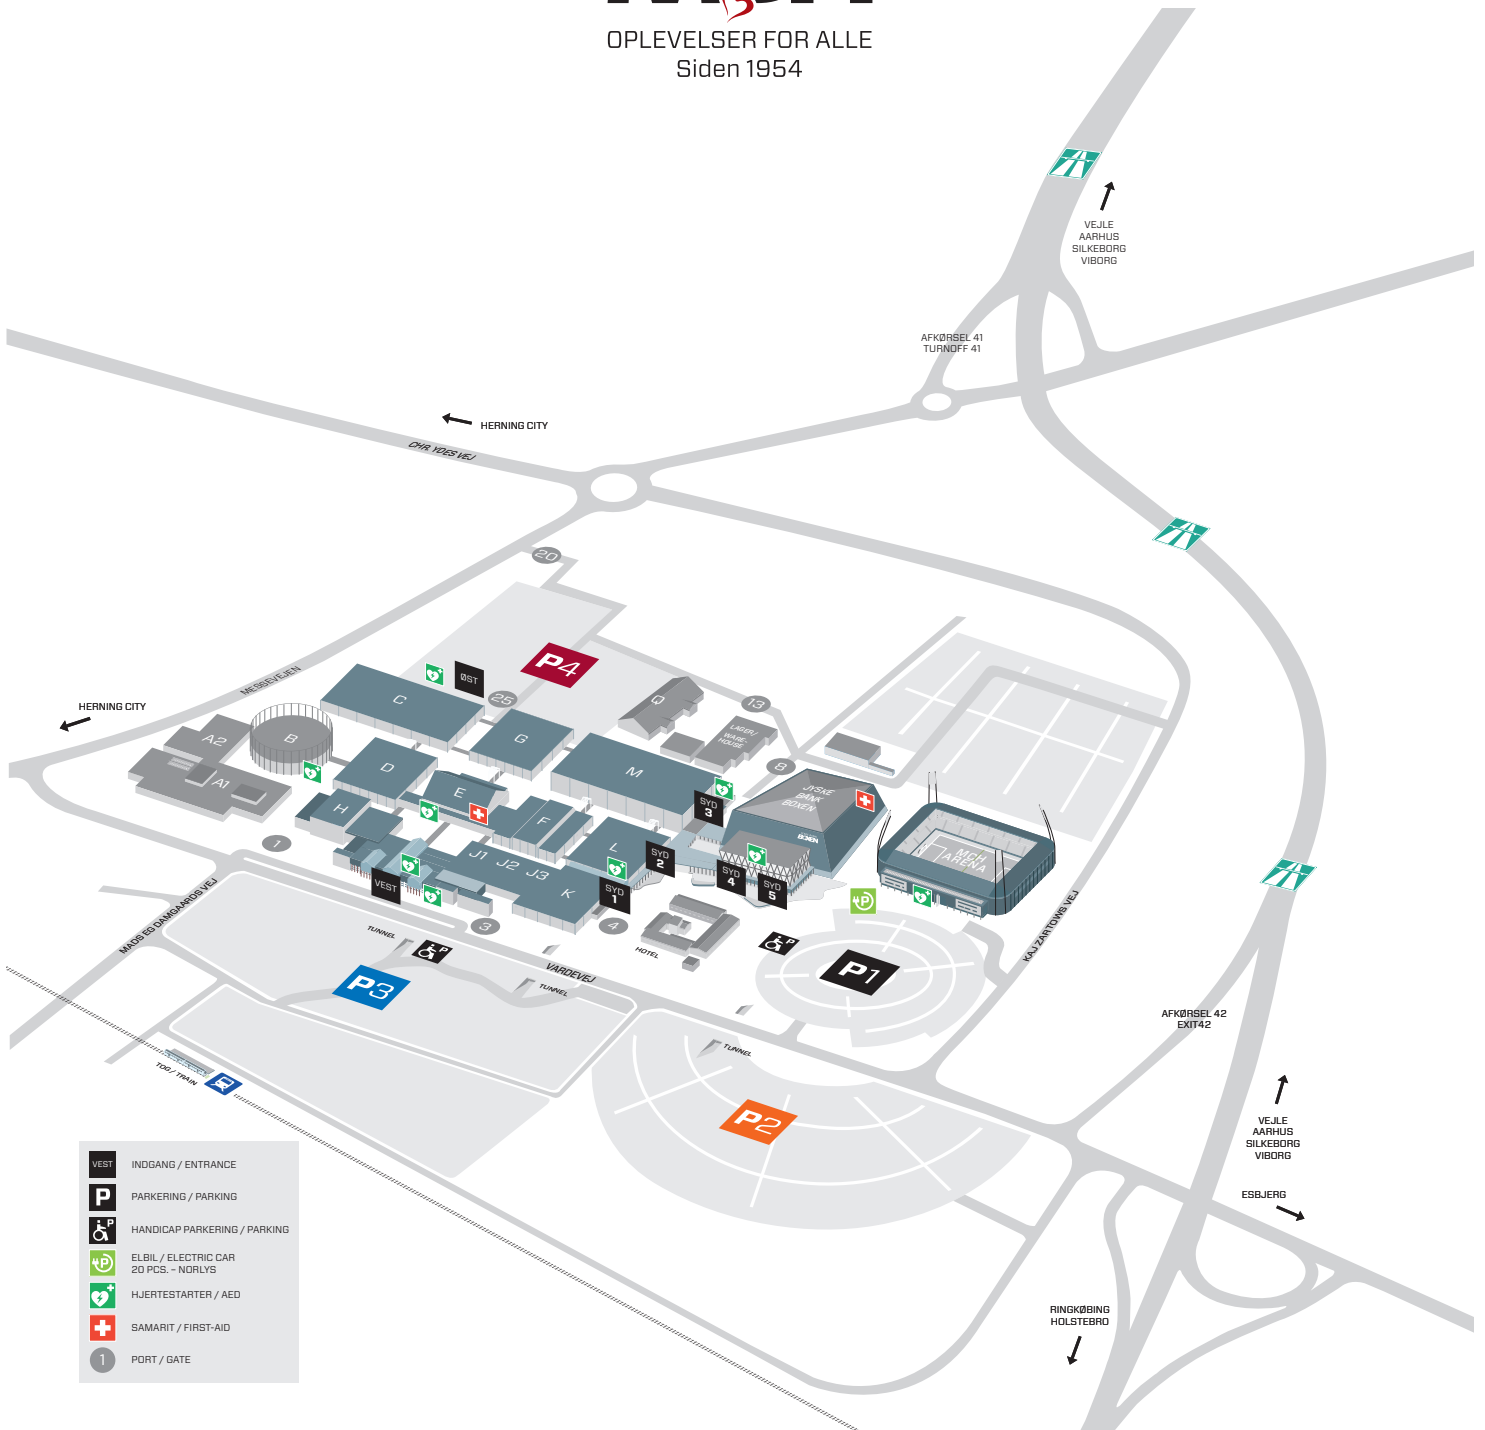 OPLEVELSER FOR ALLE
Siden 1954
VEJLE
AARHUS
SILKEBORG
VIBORG
AFKØRSEL 41
TURNOFF 41
HERNING CITY
CHR. YDES VEJ
20
MESSEVEJEN
P4
ØST
25
C
Q
13
HERNING CITY
G
LAGER/
WARE-
HOUSE
A2
B
D
M
8
A1
E
JYSKE
BANK
BOXEN
H
F
SYD
3
BOXEN
1
J1
J2
J3
L
SYD
2
MCH
ARENA
VEST
K
SYD
1
SYD
4
SYD
5
P
MADS EG DAMGAARDS VEJ
3
4
KAJ ZARTOWS VEJ
TUNNEL
P
HOTEL
P
P1
VARDEVEJ
P3
TUNNEL
AFKØRSEL 42
EXIT42
TUNNEL
TOG / TRAIN
P2
VEJLE
AARHUS
SILKEBORG
VIBORG
ESBJERG
RINGKØBING
HOLSTEBRO
VEST INDGANG / ENTRANCE
P PARKERING / PARKING
P HANDICAP PARKERING / PARKING
P ELBIL / ELECTRIC CAR
20 PCS. – NORLYS
HJERTESTARTER / AED
SAMARIT / FIRST-AID
1 PORT / GATE